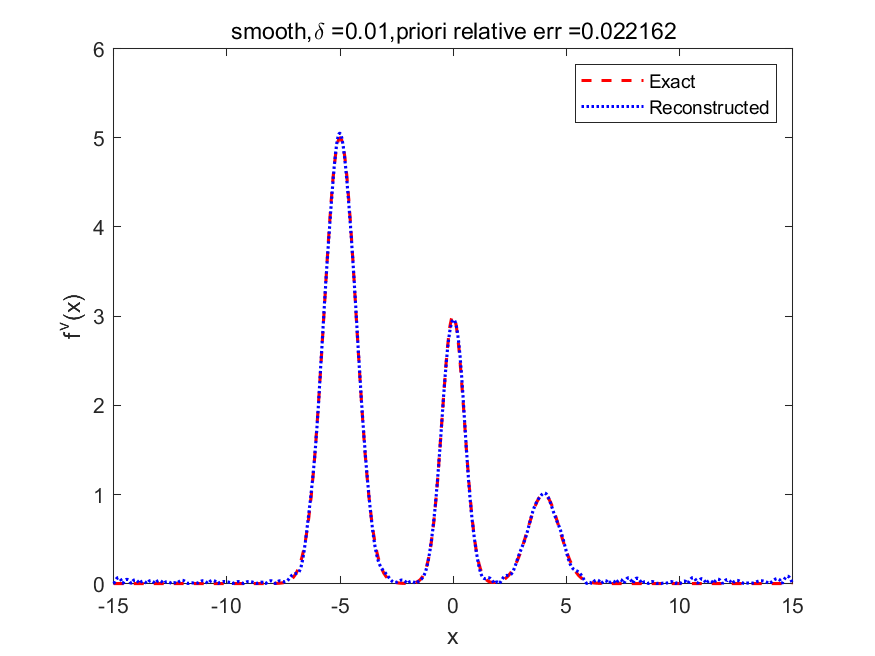 smooth,δ =0.01,priori relative err =0.022162
6
5
4
3
2
1
0
fᵛ(x)
Exact
Reconstructed
-15
-10
-5
0
5
10
15
x